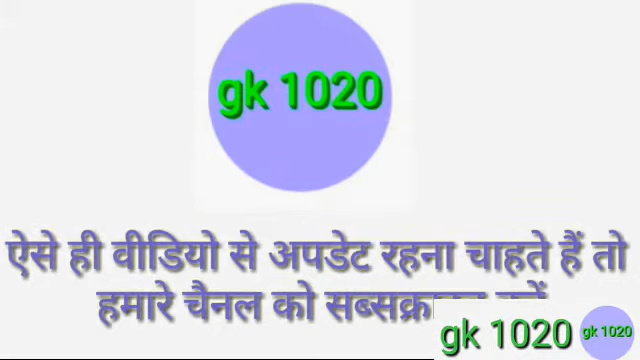 gk 1020
ऐसे ही वीडियो से अपडेट रहना चाहते हैं तो
हमारे चैनल को
gk 1020 gk 1020